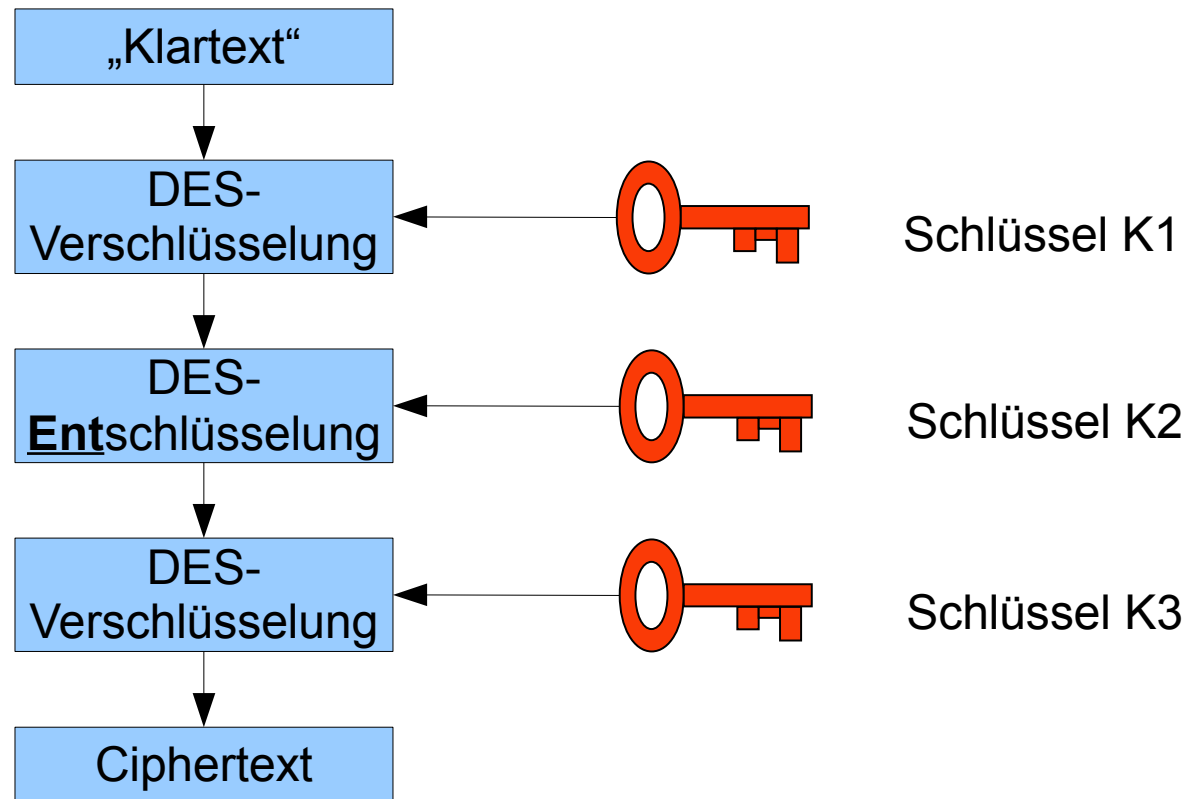 „Klartext“
DES-
Verschlüsselung
Schlüssel K1
DES-
Entschlüsselung
Schlüssel K2
DES-
Verschlüsselung
Schlüssel K3
Ciphertext